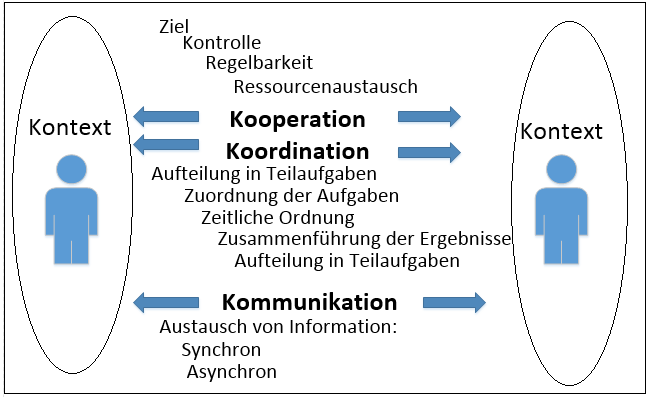 Ziel
Kontrolle
Regelbarkeit
Ressourcenaustausch
Kooperation
Kontext
Kontext
Koordination
Aufteilung in Teilaufgaben
Zuordnung der Aufgaben
Zeitliche Ordnung
Zusammenführung der Ergebnisse
Aufteilung in Teilaufgaben
Kommunikation
Austausch von Information:
Synchron
Asynchron